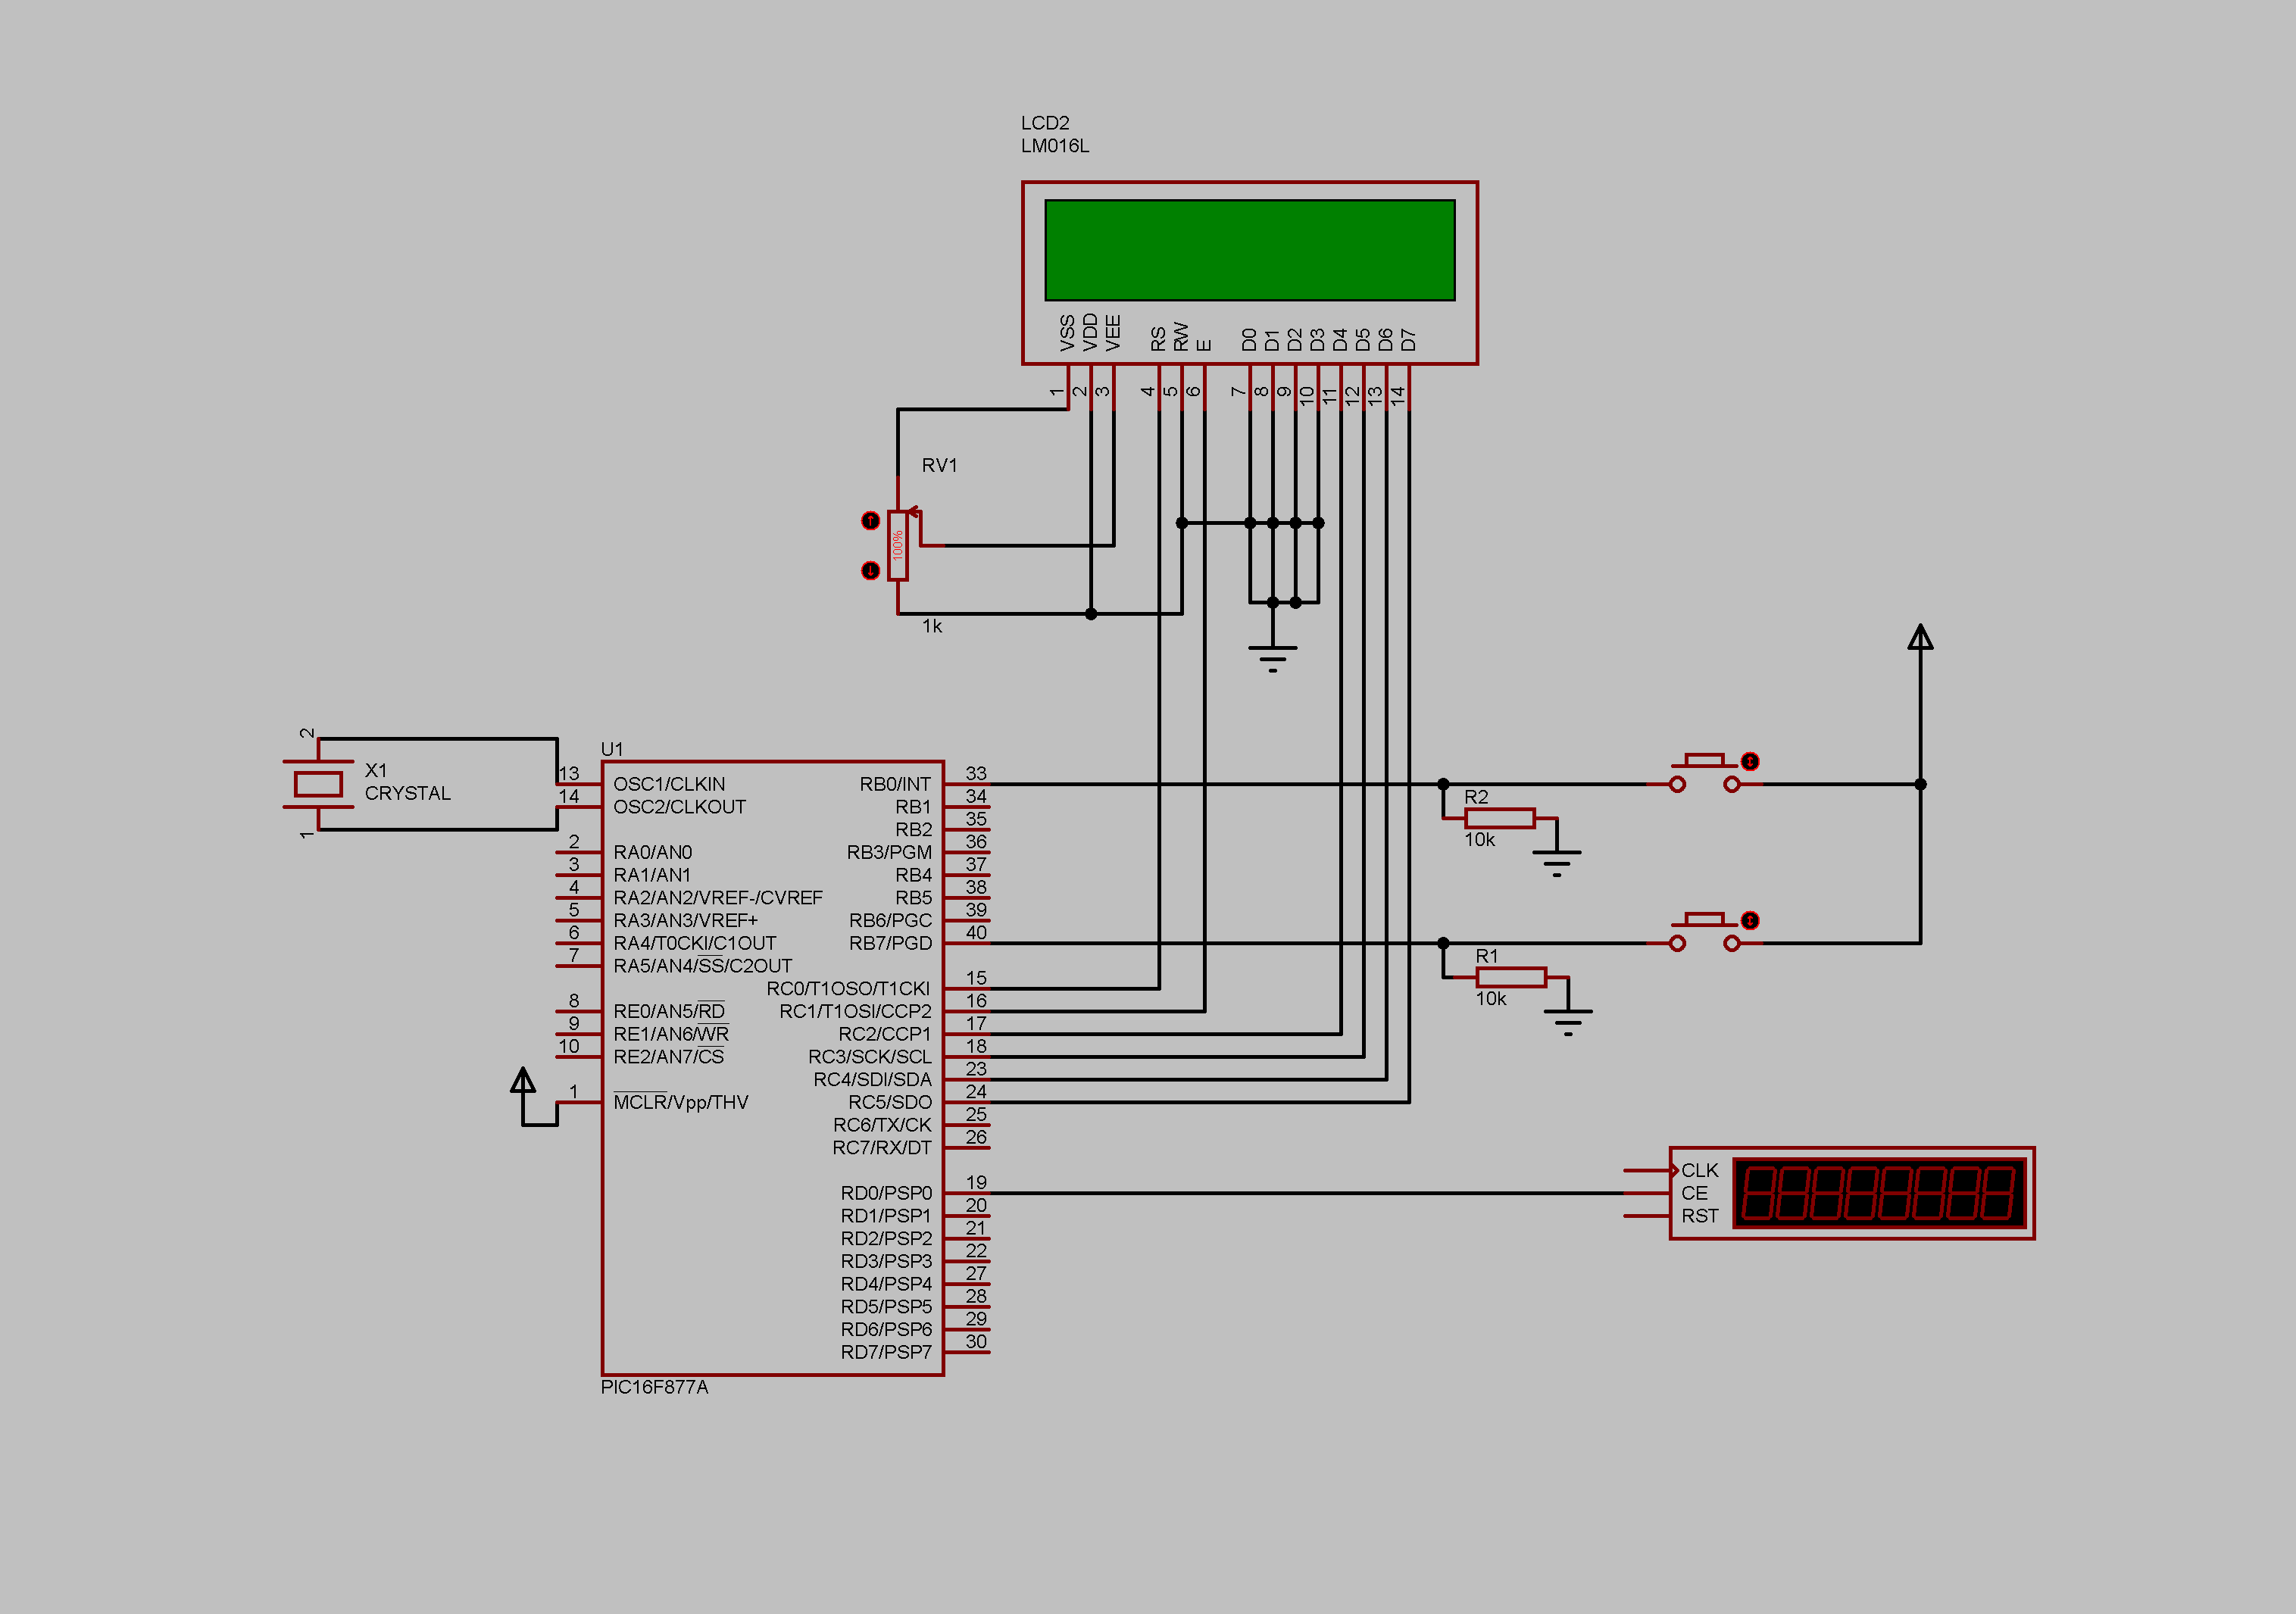 LCD2
LM016L
VSS
VDD
VEE
RS
RW
E
D0
D1
D2
D3
D4
D5
D6
D7
1
2
3
4
5
6
7
8
9
10
11
12
13
14
RV1
100%
1k
2
X1
CRYSTAL
1
U1
13 OSC1/CLKIN RB0/INT 33
14 OSC2/CLKOUT RB1 34
RB2 35
2 RA0/AN0 RB3/PGM 36
3 RA1/AN1 RB4 37
4 RA2/AN2/VREF-/CVREF RB5 38
5 RA3/AN3/VREF+ RB6/PGC 39
6 RA4/T0CKI/C1OUT RB7/PGD 40
7 RA5/AN4/SS/C2OUT
RC0/T1OSO/T1CKI 15
8 RE0/AN5/RD RC1/T1OSI/CCP2 16
9 RE1/AN6/WR RC2/CCP1 17
10 RE2/AN7/CS RC3/SCK/SCL 18
RC4/SDI/SDA 23
1 MCLR/Vpp/THV RC5/SDO 24
RC6/TX/CK 25
RC7/RX/DT 26
RD0/PSP0 19
RD1/PSP1 20
RD2/PSP2 21
RD3/PSP3 22
RD4/PSP4 27
RD5/PSP5 28
RD6/PSP6 29
RD7/PSP7 30
PIC16F877A
R2
10k
R1
10k
CLK
CE
RST